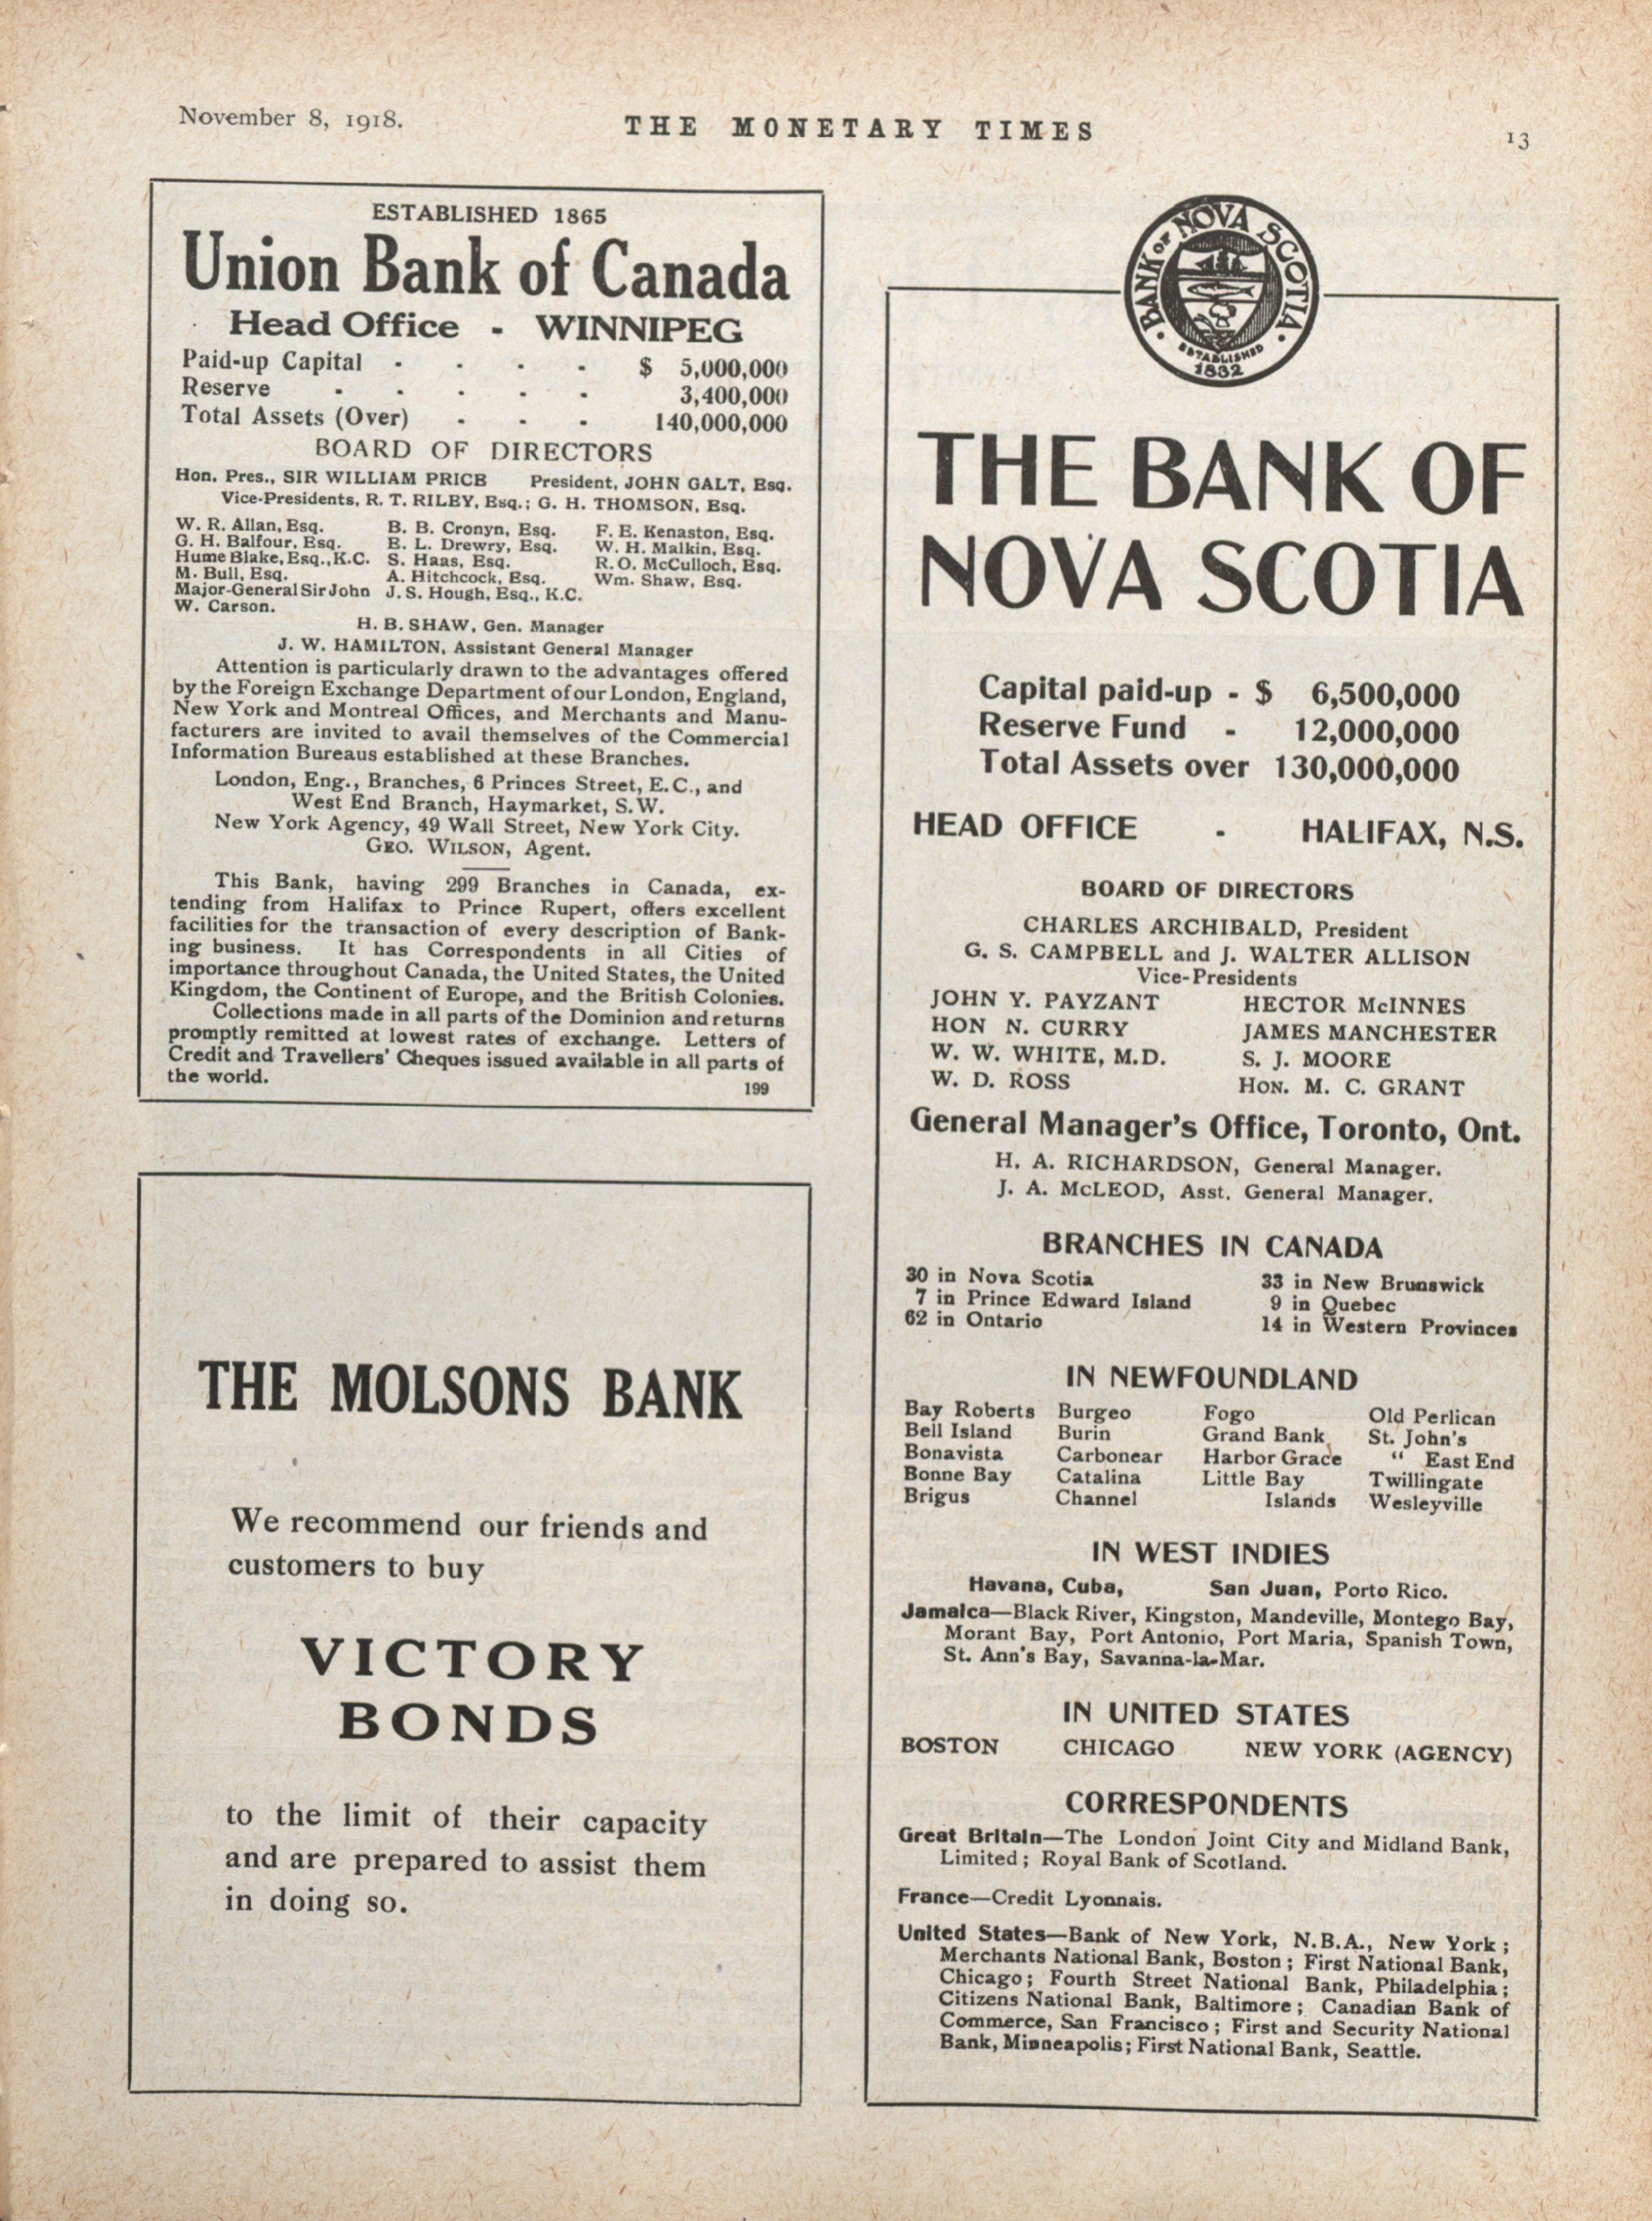 November 8, 1918.
THE MONETARY TIMES
13
ESTABLISHED 1865
Union Bank of Canada
Head Office - WINNIPEG
Paid-up Capital - - - - $ 5,000,000
Reserve - - - - - 3,400,000
Total Assets (Over) - - - 140,000,000
BOARD OF DIRECTORS
Hon. Pres., SIR WILLIAM PRICE President, JOHN GALT, Esq.
Vice-Presidents, R. T. RILEY, Esq.; G. H. THOMSON, Esq.
W. R. Allan, Esq. B. B. Cronyn, Esq. F. E. Kenaston, Esq.
G. H. Balfour, Esq. E. L. Drewry, Esq. W. H. Malkin, Esq.
Hume Blake, Esq., K.C. S. Haas, Esq. R. O. McCulloch, Esq.
M. Bull, Esq. A. Hitchcock, Esq. Wm. Shaw, Esq.
Major-General Sir John J. S. Hough, Esq., K.C.
W. Carson.
H. B. SHAW, Gen. Manager
J. W. HAMILTON, Assistant General Manager
Attention is particularly drawn to the advantages offered
by the Foreign Exchange Department of our London, England,
New York and Montreal Offices, and Merchants and Manu-
facturers are invited to avail themselves of the Commercial
Information Bureaus established at these Branches.
London, Eng., Branches, 6 Princes Street, E.C., and
West End Branch, Haymarket, S.W.
New York Agency, 49 Wall Street, New York City.
GEO. WILSON, Agent.
This Bank, having 299 Branches in Canada, ex-
tending from Halifax to Prince Rupert, offers excellent
facilities for the transaction of every description of Bank-
ing business. It has Correspondents in all Cities of
importance throughout Canada, the United States, the United
Kingdom, the Continent of Europe, and the British Colonies.
Collections made in all parts of the Dominion and returns
promptly remitted at lowest rates of exchange. Letters of
Credit and Travellers' Cheques issued available in all parts of
the world.
199
THE MOLSONS BANK
We recommend our friends and
customers to buy
VICTORY
BONDS
to the limit of their capacity
and are prepared to assist them
in doing so.
BANK OF NOVA SCOTIA
ESTABLISHED
1832
THE BANK OF
NOVA SCOTIA
Capital paid-up - $ 6,500,000
Reserve Fund - 12,000,000
Total Assets over 130,000,000
HEAD OFFICE - HALIFAX, N.S.
BOARD OF DIRECTORS
CHARLES ARCHIBALD, President
G. S. CAMPBELL and J. WALTER ALLISON
Vice-Presidents
JOHN Y. PAYZANT HECTOR McINNES
HON N. CURRY JAMES MANCHESTER
W. W. WHITE, M.D. S. J. MOORE
W. D. ROSS HON. M. C. GRANT
General Manager's Office, Toronto, Ont.
H. A. RICHARDSON, General Manager.
J. A. McLEOD, Asst. General Manager.
BRANCHES IN CANADA
30 in Nova Scotia 33 in New Brunswick
7 in Prince Edward Island 9 in Quebec
62 in Ontario 14 in Western Provinces
IN NEWFOUNDLAND
Bay Roberts Burgeo Fogo Old Perlican
Bell Island Burin Grand Bank St. John's
Bonavista Carbonear Harbor Grace " East End
Bonne Bay Catalina Little Bay Twillingate
Brigus Channel Islands Wesleyville
IN WEST INDIES
Havana, Cuba, San Juan, Porto Rico.
Jamaica—Black River, Kingston, Mandeville, Montego Bay,
Morant Bay, Port Antonio, Port Maria, Spanish Town,
St. Ann's Bay, Savanna-la-Mar.
IN UNITED STATES
BOSTON CHICAGO NEW YORK (AGENCY)
CORRESPONDENTS
Great Britain—The London Joint City and Midland Bank,
Limited; Royal Bank of Scotland.
France—Credit Lyonnais.
United States—Bank of New York, N.B.A., New York;
Merchants National Bank, Boston; First National Bank,
Chicago; Fourth Street National Bank, Philadelphia;
Citizens National Bank, Baltimore; Canadian Bank of
Commerce, San Francisco; First and Security National
Bank, Minneapolis; First National Bank, Seattle.